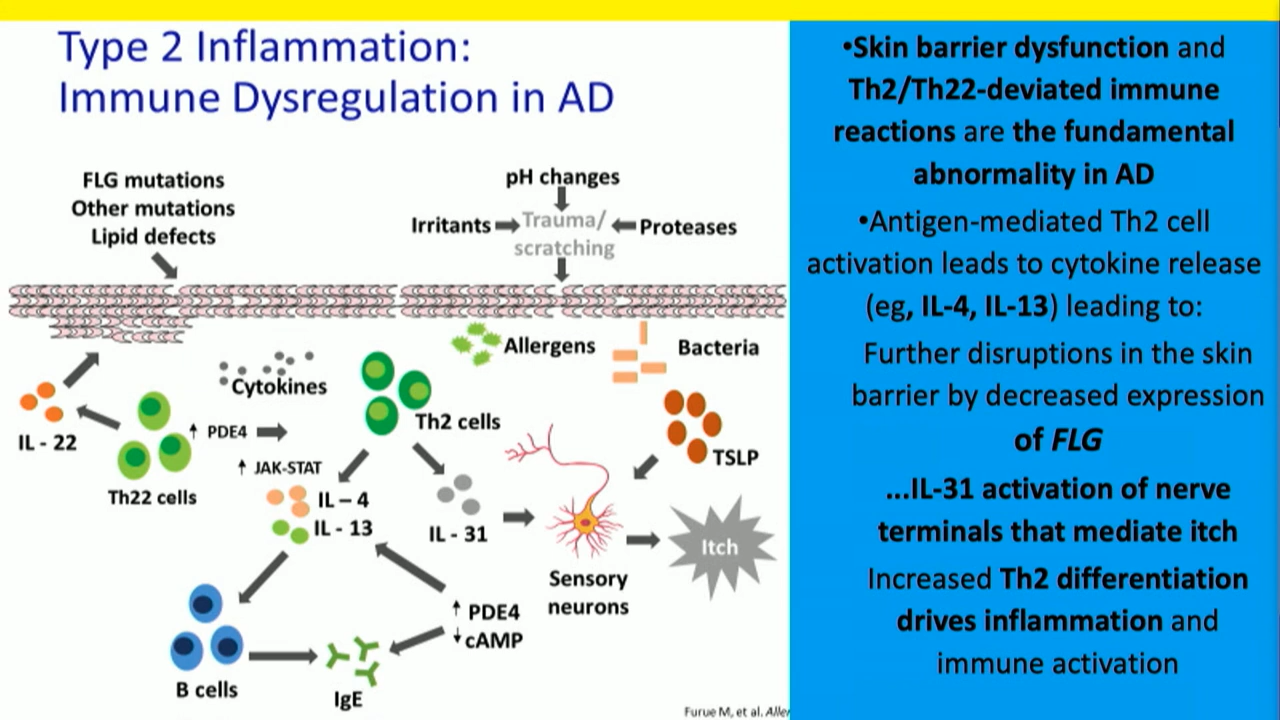 Type 2 Inflammation:
Immune Dysregulation in AD
FLG mutations
Other mutations
Lipid defects
pH changes
Irritants
Trauma/
scratching
Proteases
Allergens
Bacteria
Cytokines
Th2 cells
IL - 22
PDE4
JAK-STAT
Th22 cells
IL – 4
IL - 13
IL - 31
TSLP
Itch
Sensory
neurons
PDE4
cAMP
B cells
IgE
Furue M, et al. Aller
•Skin barrier dysfunction and
Th2/Th22-deviated immune
reactions are the fundamental
abnormality in AD
•Antigen-mediated Th2 cell
activation leads to cytokine release
(eg, IL-4, IL-13) leading to:
Further disruptions in the skin
barrier by decreased expression
of FLG
...IL-31 activation of nerve
terminals that mediate itch
Increased Th2 differentiation
drives inflammation and
immune activation